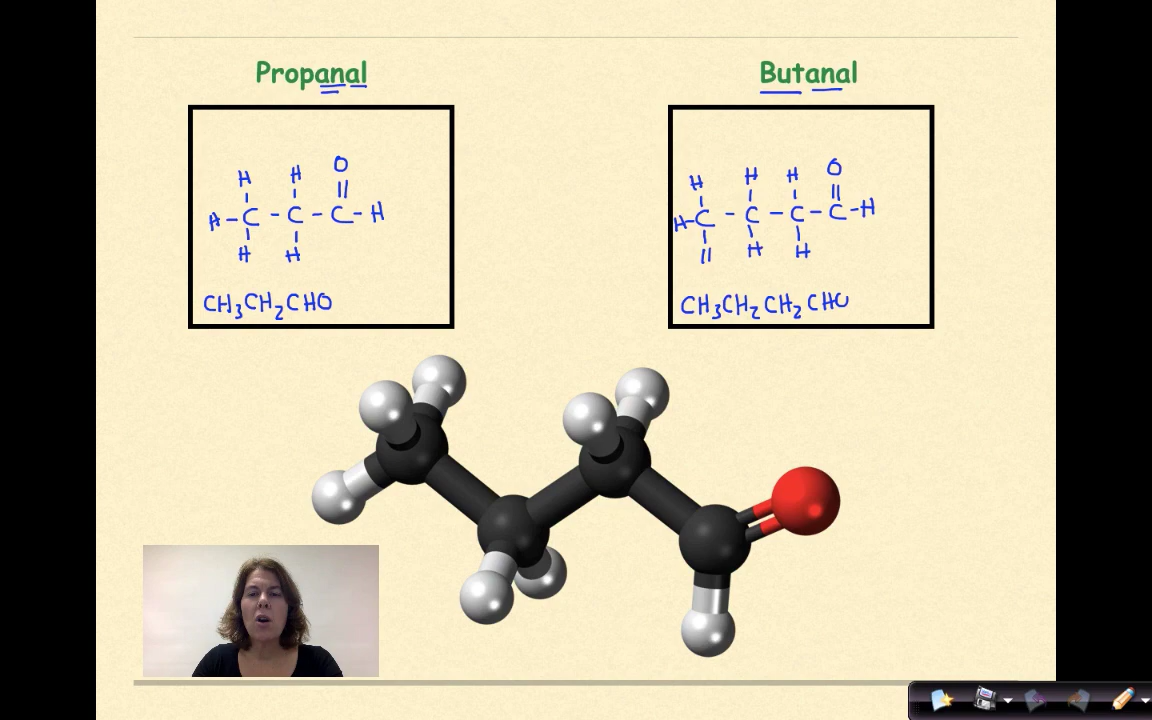 Propanal
Butanal
H H O
H-C-C-C-H
H H
CH₃CH₂CHO
H H H O
H-C-C-C-C-H
H H H
CH₃CH₂CH₂CHO